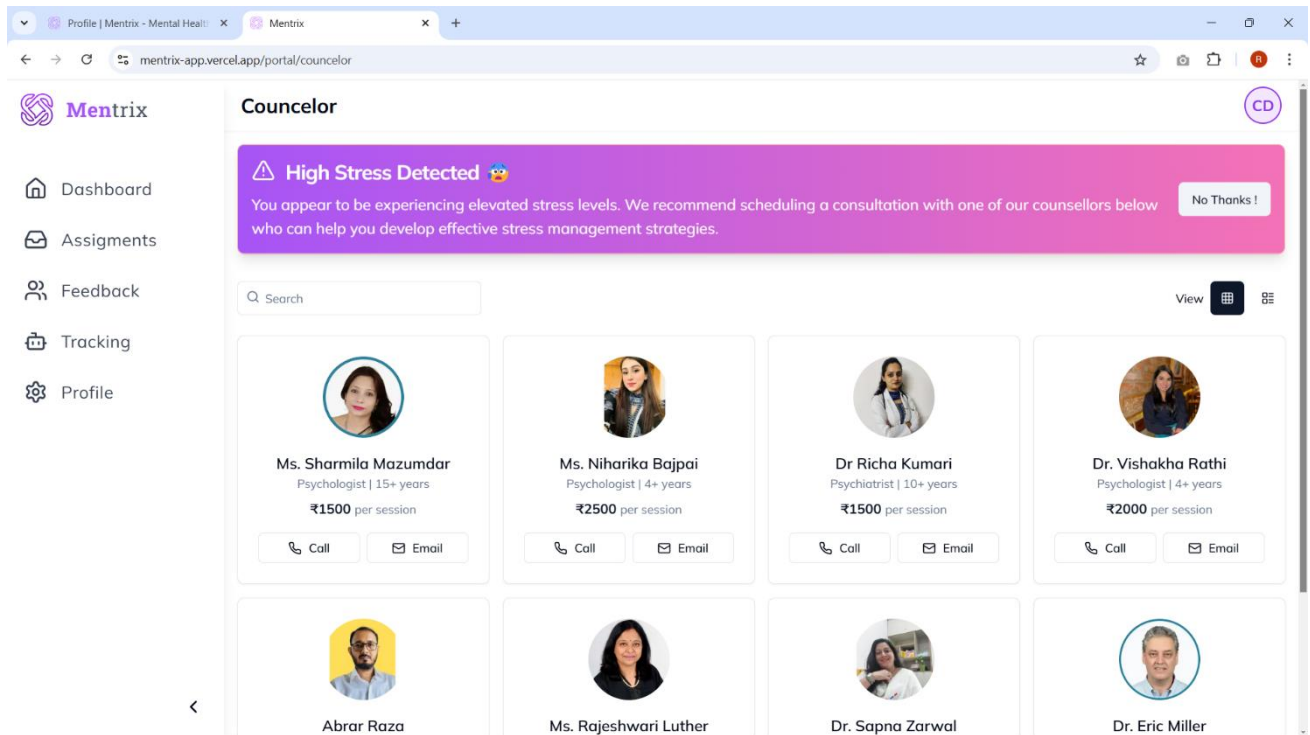 Profile | Mentrix - Mental Healt
Mentrix
mentrix-app.vercel.app/portal/councelor
R
Mentrix
Councelor
CD
Dashboard
Assigments
Feedback
Tracking
Profile
High Stress Detected 😰
You appear to be experiencing elevated stress levels. We recommend scheduling a consultation with one of our counsellors below
who can help you develop effective stress management strategies.
No Thanks !
Search
View
Ms. Sharmila Mazumdar
Psychologist | 15+ years
₹1500 per session
Call Email
Ms. Niharika Bajpai
Psychologist | 4+ years
₹2500 per session
Call Email
Dr Richa Kumari
Psychiatrist | 10+ years
₹1500 per session
Call Email
Dr. Vishakha Rathi
Psychologist | 4+ years
₹2000 per session
Call Email
Abrar Raza
Ms. Rajeshwari Luther
Dr. Sapna Zarwal
Dr. Eric Miller